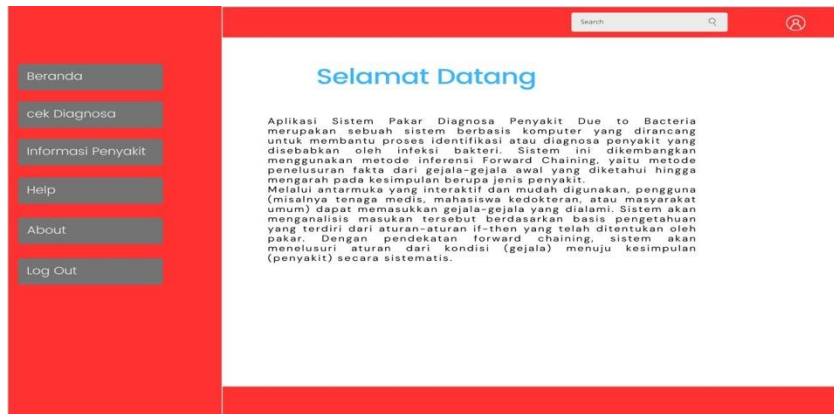 Search
Beranda
cek Diagnosa
Informasi Penyakit
Help
About
Log Out
Selamat Datang
Aplikasi Sistem Pakar Diagnosa Penyakit Due to Bacteria
merupakan sebuah sistem berbasis komputer yang dirancang
untuk membantu proses identifikasi atau diagnosa penyakit yang
disebabkan oleh infeksi bakteri. Sistem ini dikembangkan
menggunakan metode inferensi Forward Chaining, yaitu metode
penelusuran fakta dari gejala-gejala awal yang diketahui hingga
mengarah pada kesimpulan berupa jenis penyakit.
Melalui antarmuka yang interaktif dan mudah digunakan, pengguna
(misalnya tenaga medis, mahasiswa kedokteran, atau masyarakat
umum) dapat memasukkan gejala-gejala yang dialami. Sistem akan
menganalisis masukan tersebut berdasarkan basis pengetahuan
yang terdiri dari aturan-aturan if-then yang telah ditentukan oleh
pakar. Dengan pendekatan forward chaining, sistem akan
menelusuri aturan dari kondisi (gejala) menuju kesimpulan
(penyakit) secara sistematis.